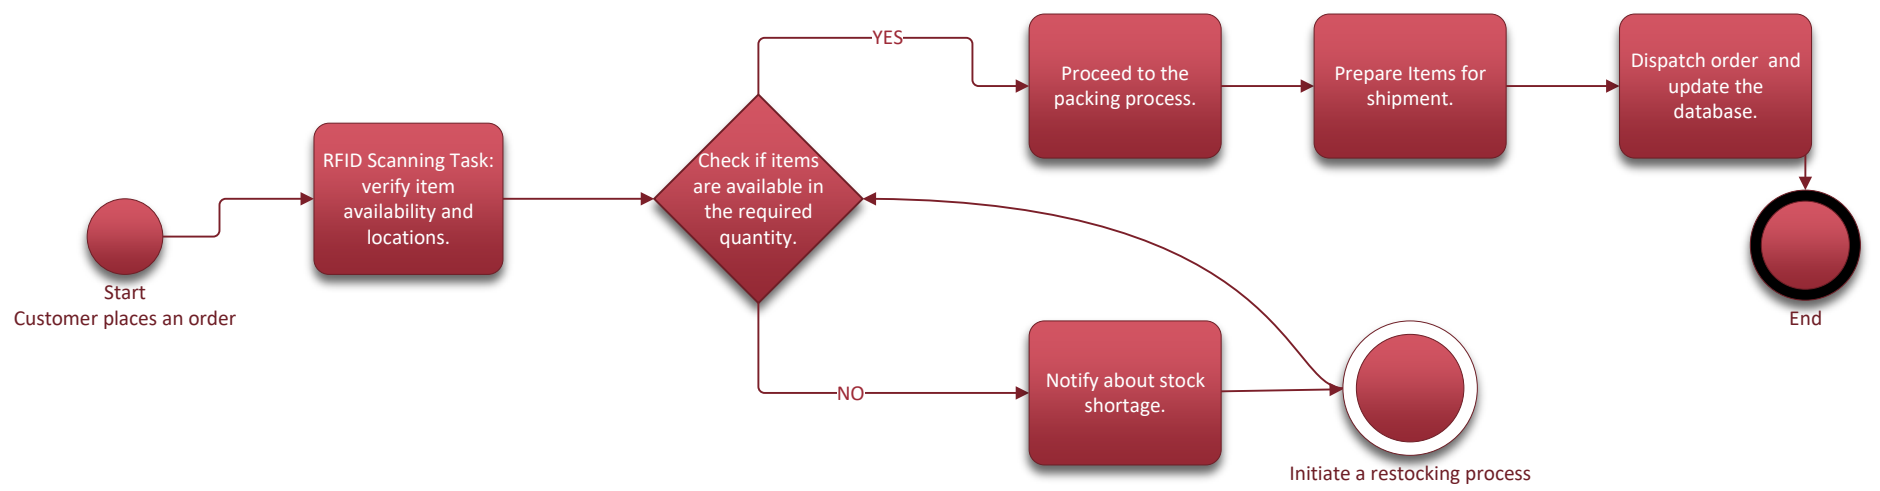 Start
Customer places an order
RFID Scanning Task:
verify item
availability and
locations.
Check if items
are available in
the required
quantity.
YES
Proceed to the
packing process.
Prepare Items for
shipment.
Dispatch order  and
update the
database.
End
NO
Notify about stock
shortage.
Initiate a restocking process